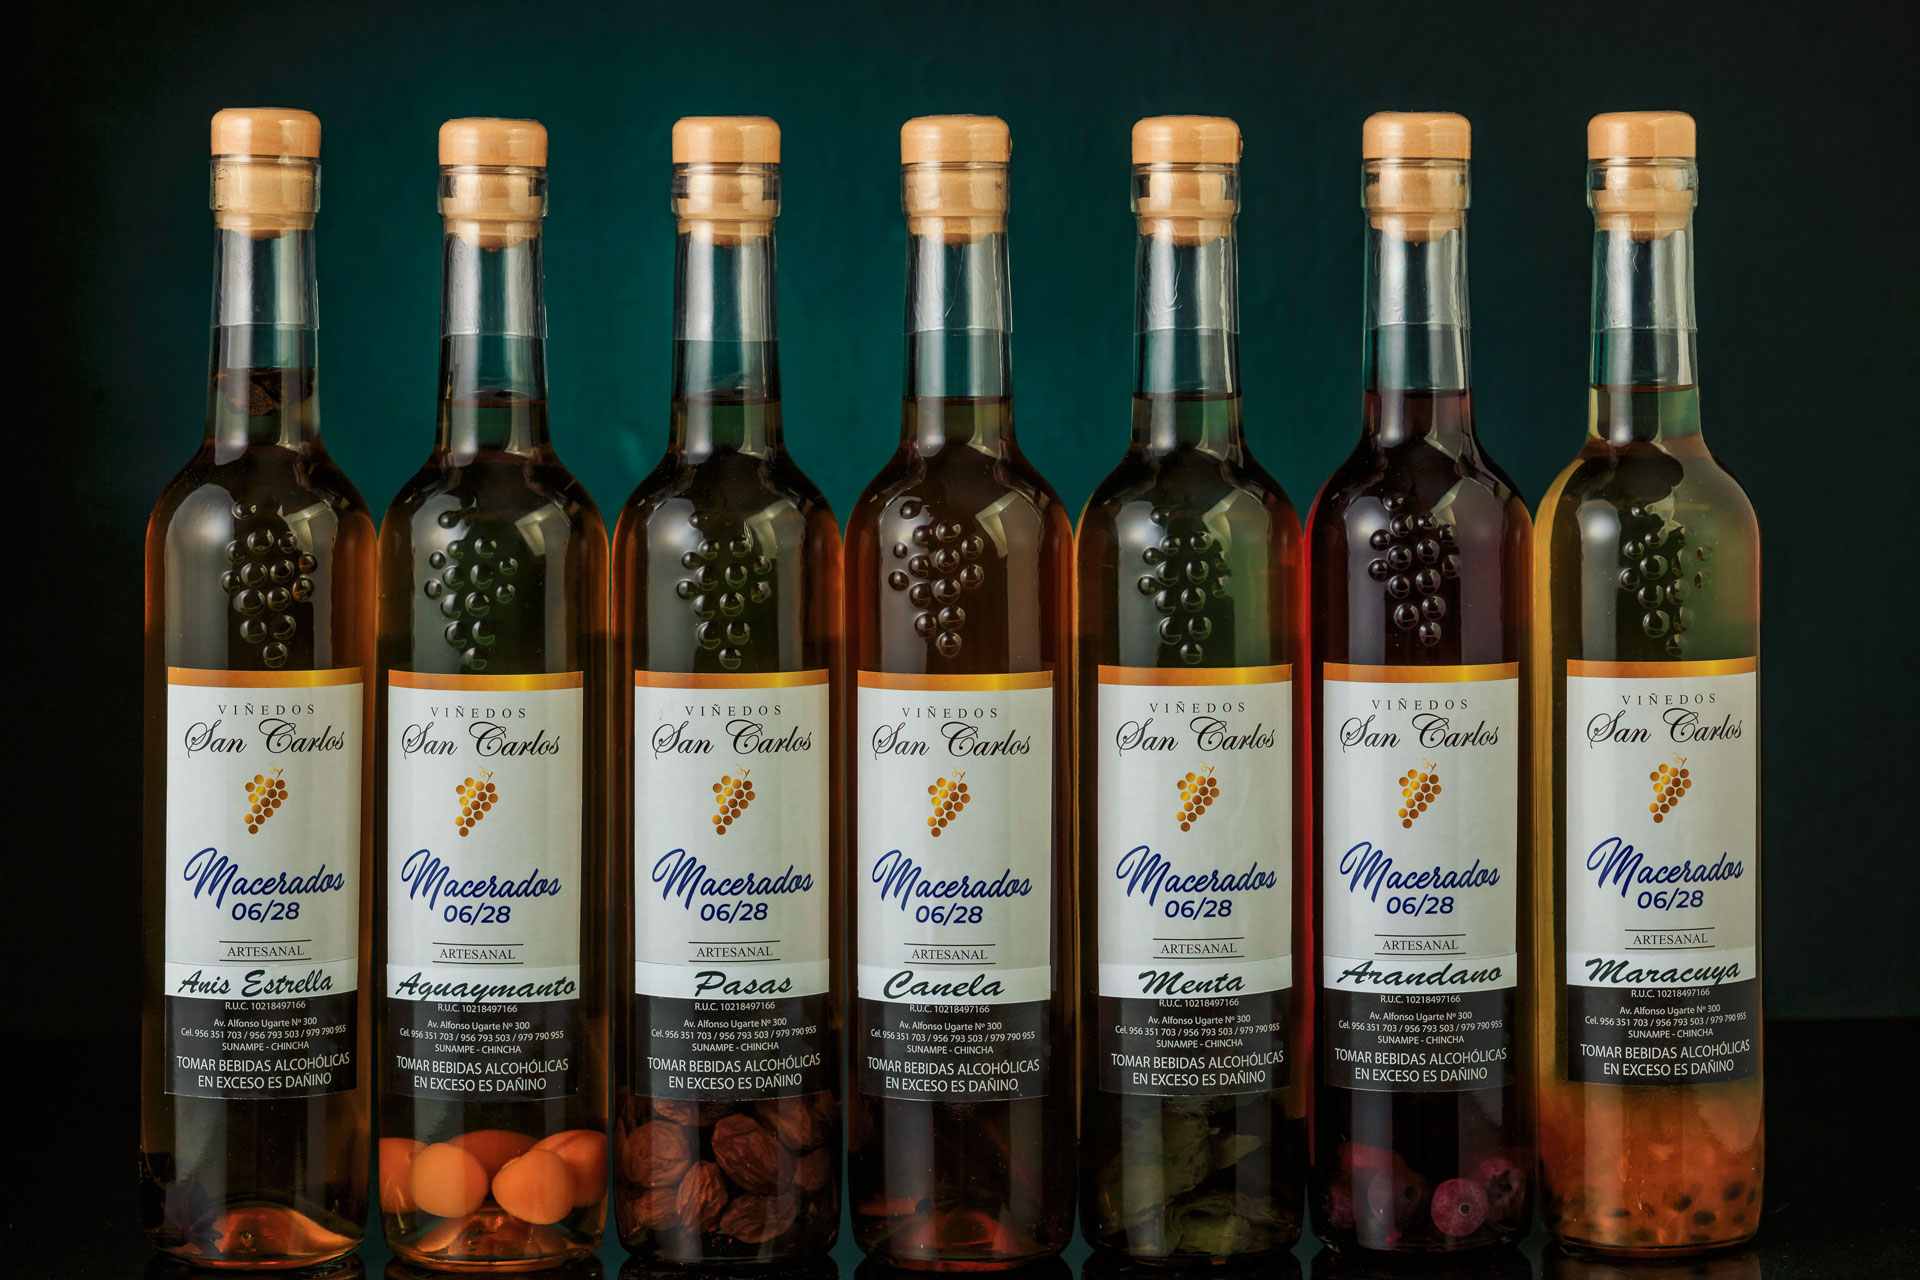 VIÑEDOS
San Carlos
Macerados
06/28
ARTESANAL
Anis Estrella
R.U.C. 10218497166
Av. Alfonso Ugarte Nº 300
Cel. 956 351 703 / 956 793 503 / 979 790 955
SUNAMPE - CHINCHA
TOMAR BEBIDAS ALCOHÓLICAS
EN EXCESO ES DAÑINO
VIÑEDOS
San Carlos
Macerados
06/28
ARTESANAL
Aguaymanto
R.U.C. 10218497166
Av. Alfonso Ugarte Nº 300
Cel. 956 351 703 / 956 793 503 / 979 790 955
SUNAMPE - CHINCHA
TOMAR BEBIDAS ALCOHÓLICAS
EN EXCESO ES DAÑINO
VIÑEDOS
San Carlos
Macerados
06/28
ARTESANAL
Pasas
R.U.C. 10218497166
Av. Alfonso Ugarte Nº 300
Cel. 956 351 703 / 956 793 503 / 979 790 955
SUNAMPE - CHINCHA
TOMAR BEBIDAS ALCOHÓLICAS
EN EXCESO ES DAÑINO
VIÑEDOS
San Carlos
Macerados
06/28
ARTESANAL
Canela
R.U.C. 10218497166
Av. Alfonso Ugarte Nº 300
Cel. 956 351 703 / 956 793 503 / 979 790 955
SUNAMPE - CHINCHA
TOMAR BEBIDAS ALCOHÓLICAS
EN EXCESO ES DAÑINO
VIÑEDOS
San Carlos
Macerados
06/28
ARTESANAL
Menta
R.U.C. 10218497166
Av. Alfonso Ugarte Nº 300
Cel. 956 351 703 / 956 793 503 / 979 790 955
SUNAMPE - CHINCHA
TOMAR BEBIDAS ALCOHÓLICAS
EN EXCESO ES DAÑINO
VIÑEDOS
San Carlos
Macerados
06/28
ARTESANAL
Arandano
R.U.C. 10218497166
Av. Alfonso Ugarte Nº 300
Cel. 956 351 703 / 956 793 503 / 979 790 955
SUNAMPE - CHINCHA
TOMAR BEBIDAS ALCOHÓLICAS
EN EXCESO ES DAÑINO
VIÑEDOS
San Carlos
Macerados
06/28
ARTESANAL
Maracuya
R.U.C. 10218497166
Av. Alfonso Ugarte Nº 300
Cel. 956 351 703 / 956 793 503 / 979 790 955
SUNAMPE - CHINCHA
TOMAR BEBIDAS ALCOHÓLICAS
EN EXCESO ES DAÑINO